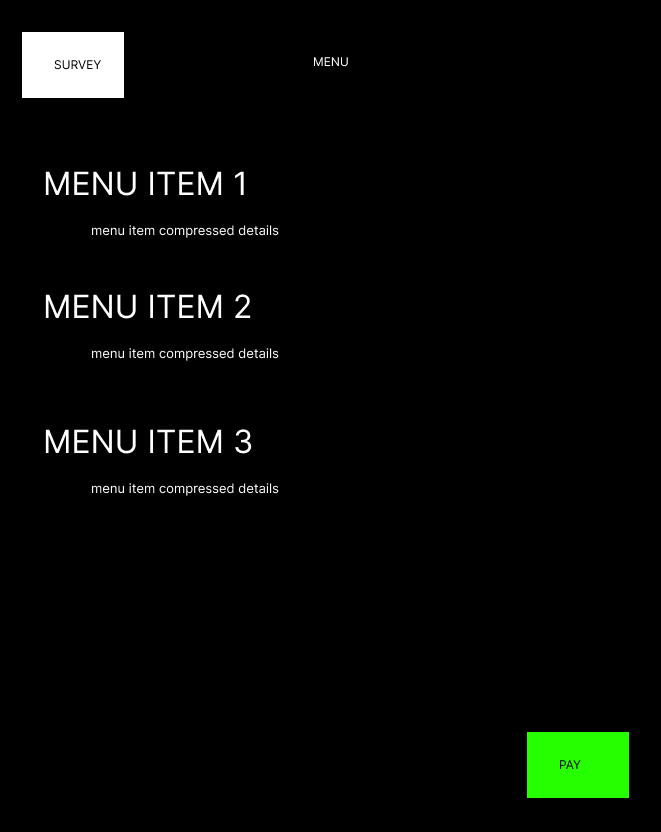 SURVEY
MENU
MENU ITEM 1
menu item compressed details
MENU ITEM 2
menu item compressed details
MENU ITEM 3
menu item compressed details
PAY